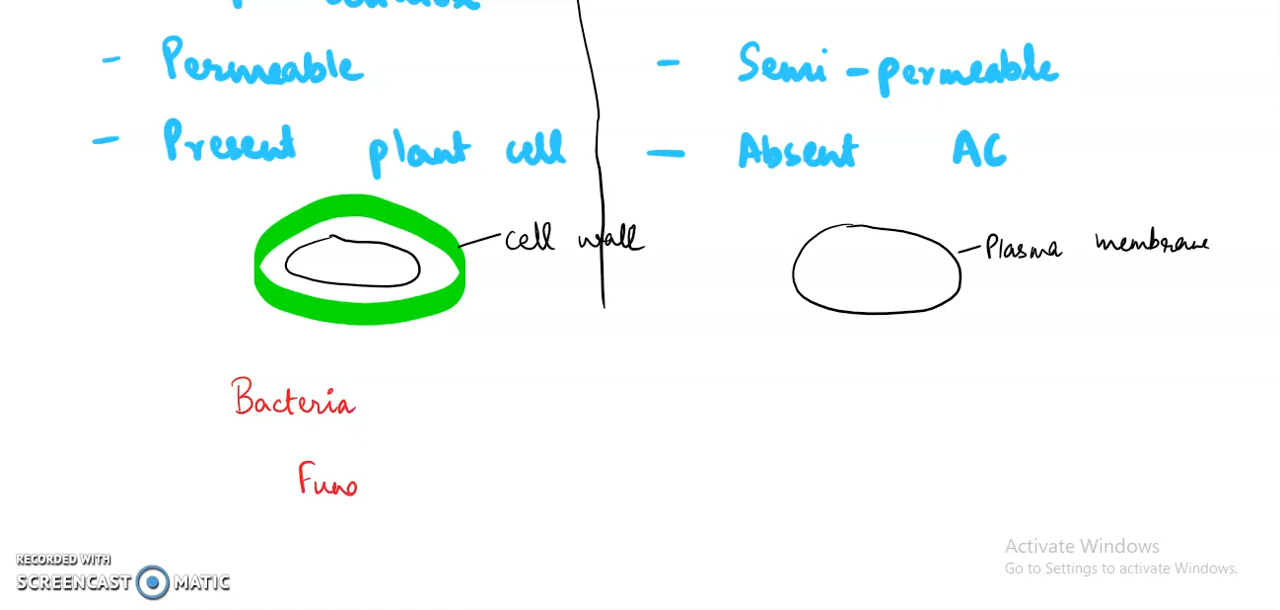 - Permeable
- Semi-permeable
- Present plant cell
- Absent AC
cell wall
Plasma membrane
Bacteria
Fun
Activate Windows
Go to Settings to activate Windows.
RECORDED WITH
SCREENCAST MATIC